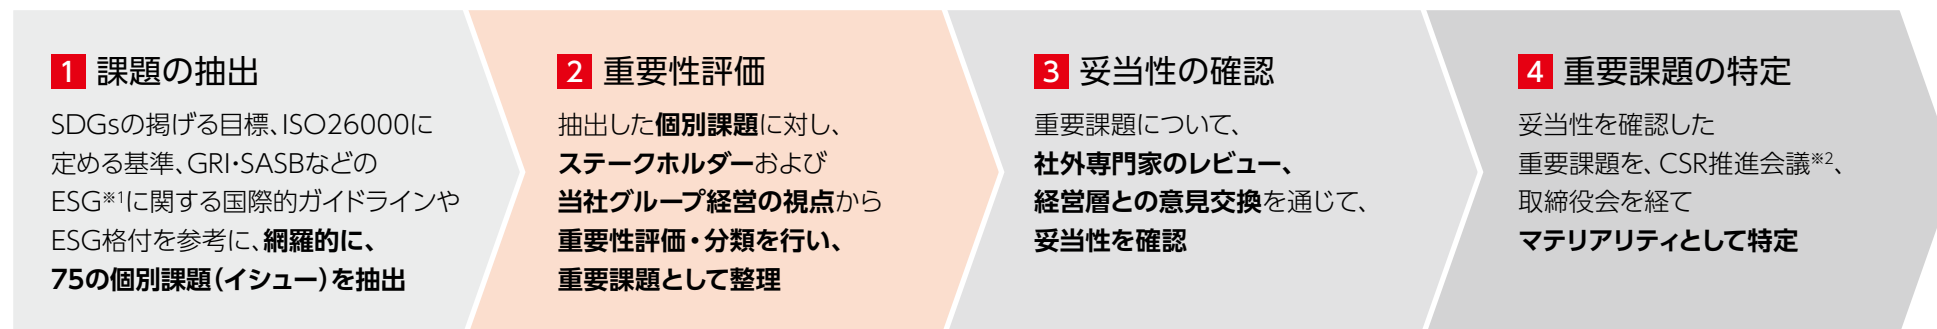 1 課題の抽出
SDGsの掲げる目標、ISO26000に
定める基準、GRI・SASBなどの
ESG※1に関する国際的ガイドラインや
ESG格付を参考に、網羅的に、
75の個別課題（イシュー）を抽出
2 重要性評価
抽出した個別課題に対し、
ステークホルダーおよび
当社グループ経営の視点から
重要性評価・分類を行い、
重要課題として整理
3 妥当性の確認
重要課題について、
社外専門家のレビュー、
経営層との意見交換を通じて、
妥当性を確認
4 重要課題の特定
妥当性を確認した
重要課題を、CSR推進会議※2、
取締役会を経て
マテリアリティとして特定